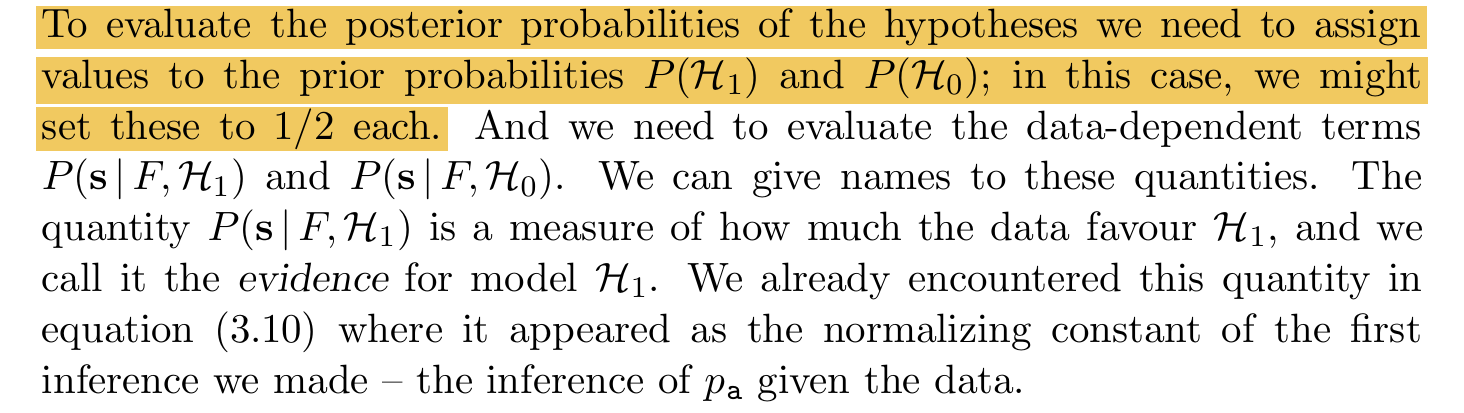 To evaluate the posterior probabilities of the hypotheses we need to assign
values to the prior probabilities P(ℋ₁) and P(ℋ₀); in this case, we might
set these to 1/2 each. And we need to evaluate the data-dependent terms
P(s | F, ℋ₁) and P(s | F, ℋ₀). We can give names to these quantities. The
quantity P(s | F, ℋ₁) is a measure of how much the data favour ℋ₁, and we
call it the evidence for model ℋ₁. We already encountered this quantity in
equation (3.10) where it appeared as the normalizing constant of the first
inference we made – the inference of pₐ given the data.